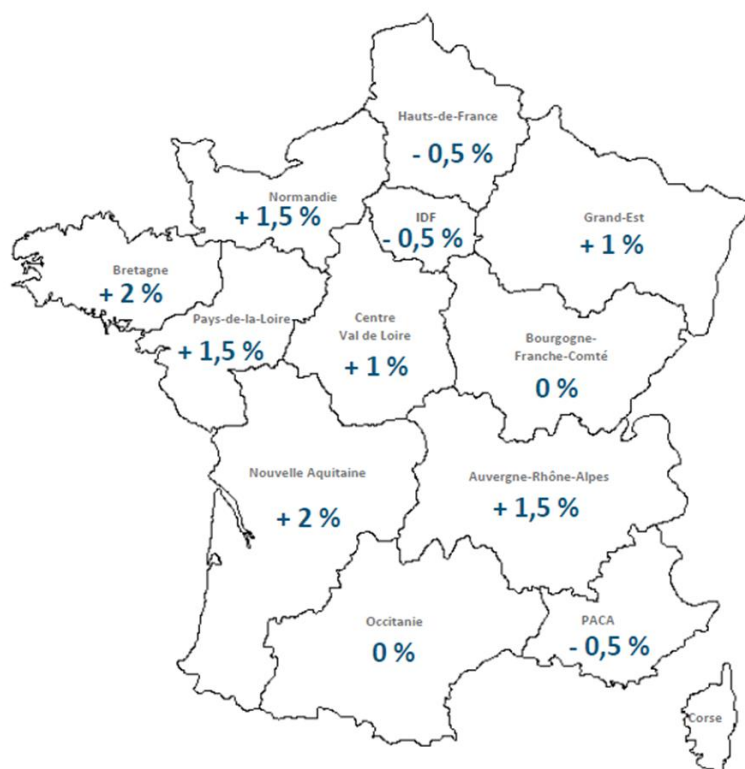 Hauts-de-France
- 0,5 %
Normandie
+ 1,5 %
IDF
- 0,5 %
Grand-Est
+ 1 %
Bretagne
+ 2 %
Pays-de-la-Loire
+ 1,5 %
Centre
Val de Loire
+ 1 %
Bourgogne-
Franche-Comté
0 %
Nouvelle Aquitaine
+ 2 %
Auvergne-Rhône-Alpes
+ 1,5 %
Occitanie
0 %
PACA
- 0,5 %
Corse